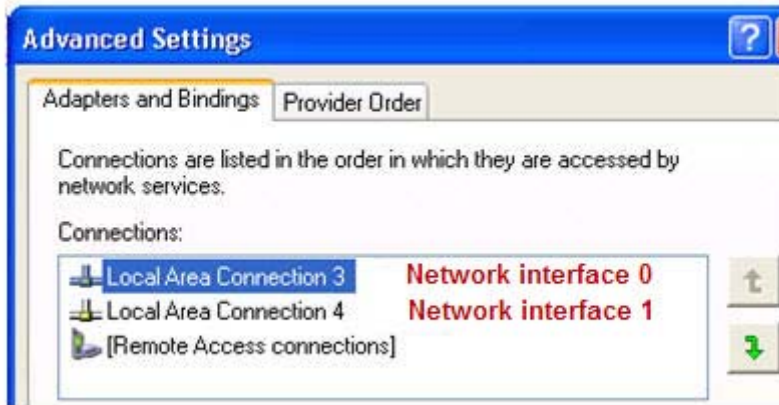 Advanced Settings ?
Adapters and Bindings Provider Order
Connections are listed in the order in which they are accessed by
network services.
Connections:
Local Area Connection 3 Network interface 0
Local Area Connection 4 Network interface 1
[Remote Access connections]